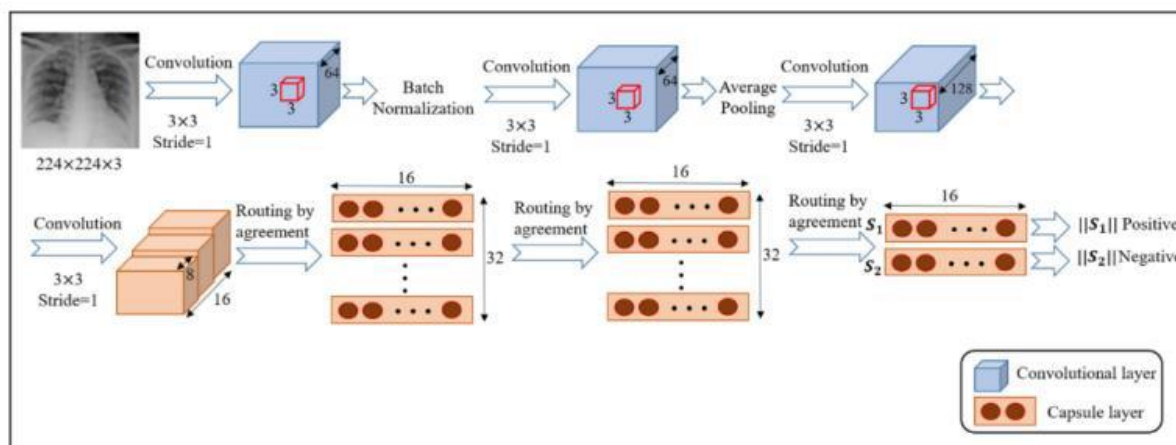 Convolution
3×3
Stride=1
224×224×3
64
3
3
Batch
Normalization
Convolution
3×3
Stride=1
64
3
3
Average
Pooling
Convolution
3×3
Stride=1
128
3
3
Convolution
3×3
Stride=1
8
16
Routing by
agreement
16
32
Routing by
agreement
16
32
Routing by
agreement
16
S₁
S₂
||S₁|| Positive
||S₂|| Negative
Convolutional layer
Capsule layer